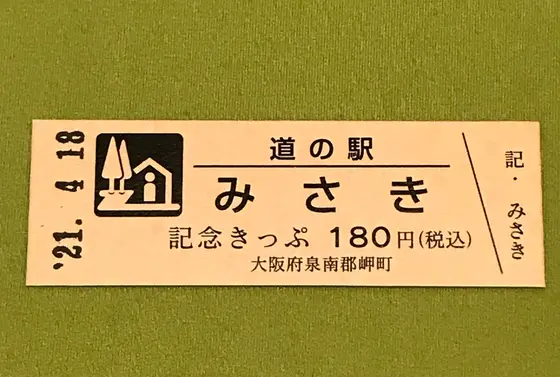 '21. 4 18
道の駅
みさき
記念きっぷ 180円(税込)
大阪府泉南郡岬町
記・みさき